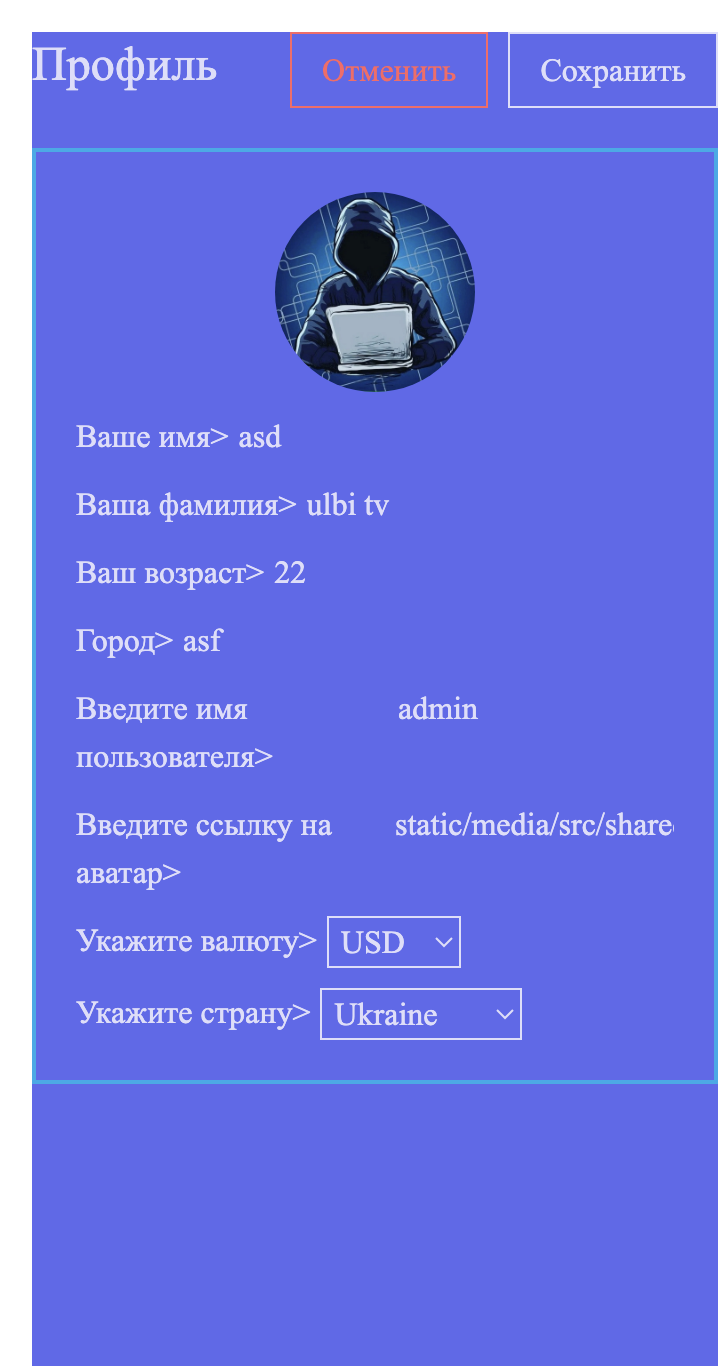 Профиль
Отменить
Сохранить
Ваше имя> asd
Ваша фамилия> ulbi tv
Ваш возраст> 22
Город> asf
Введите имя admin
пользователя>
Введите ссылку на static/media/src/share
аватар>
Укажите валюту> USD
Укажите страну> Ukraine